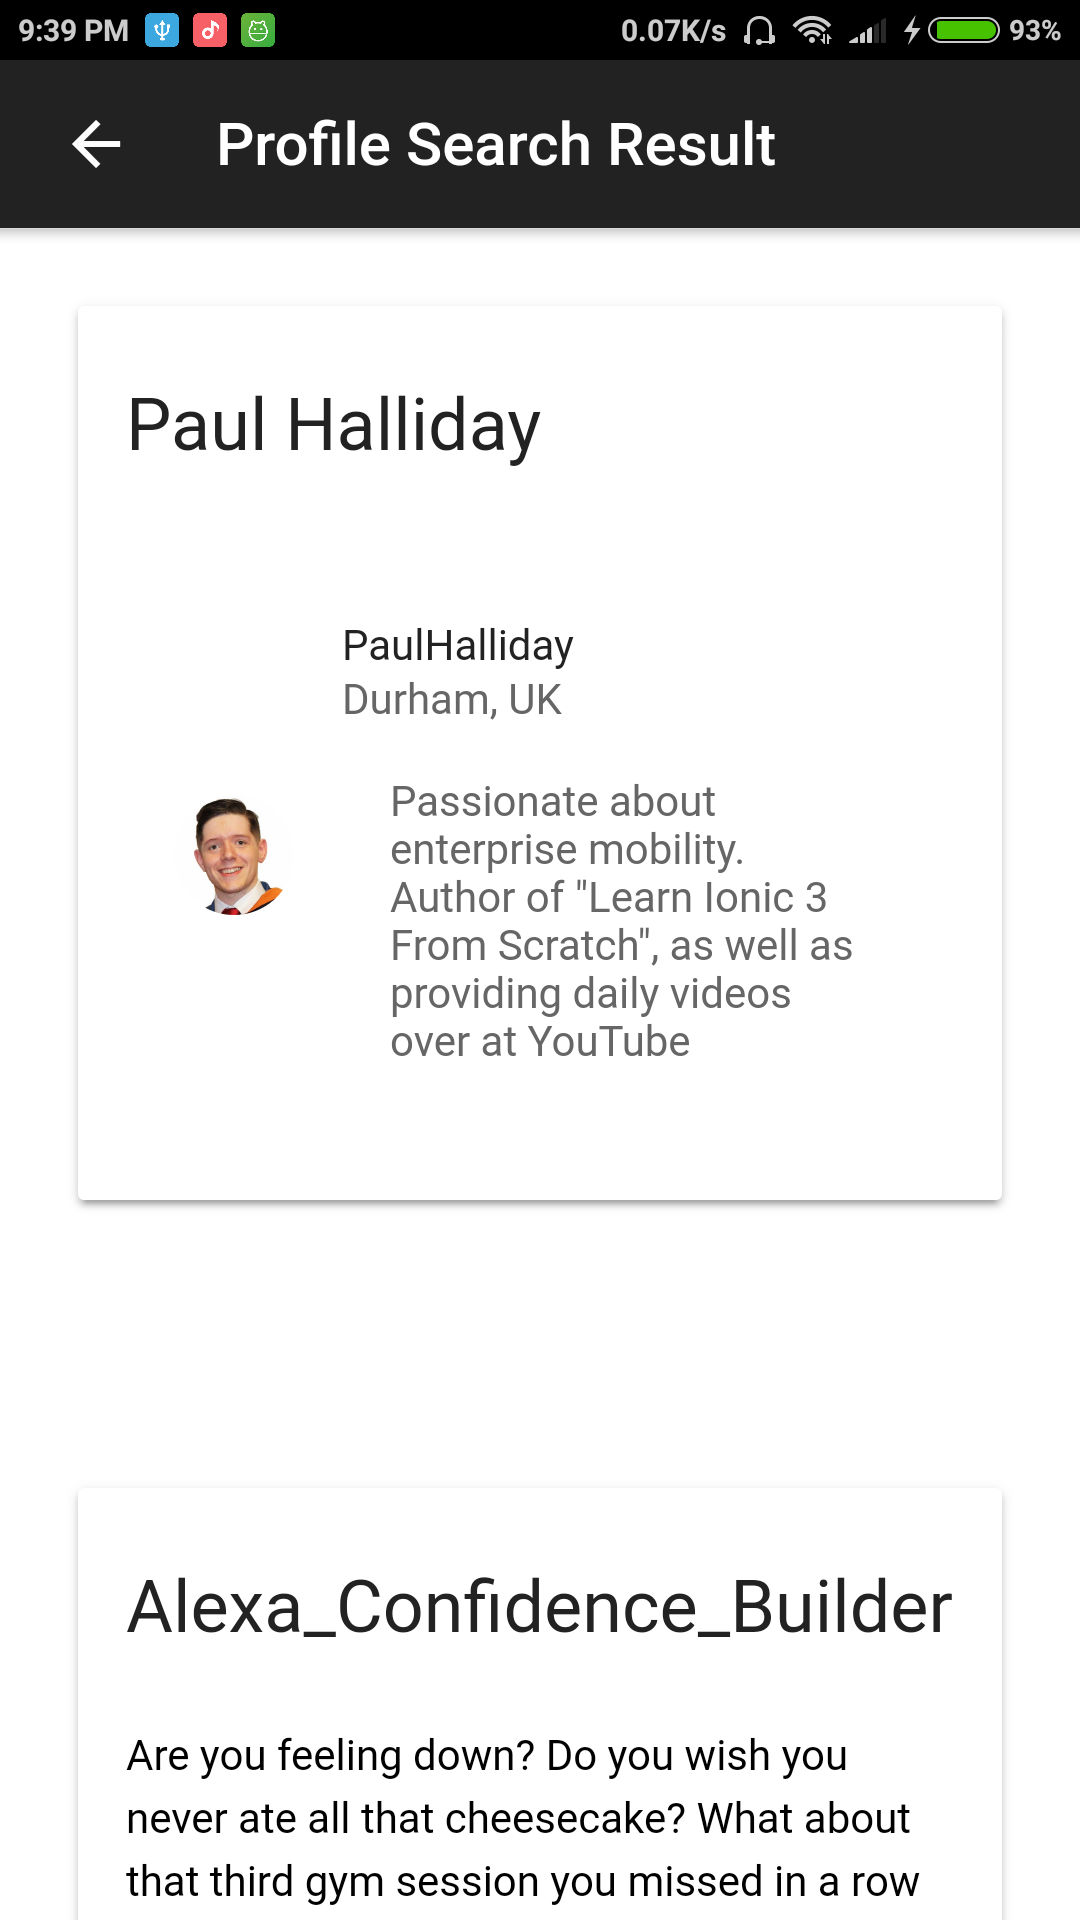 9:39 PM 0.07K/s 93%
Profile Search Result
Paul Halliday
PaulHalliday
Durham, UK
Passionate about
enterprise mobility.
Author of "Learn Ionic 3
From Scratch", as well as
providing daily videos
over at YouTube
Alexa_Confidence_Builder
Are you feeling down? Do you wish you
never ate all that cheesecake? What about
that third gym session you missed in a row